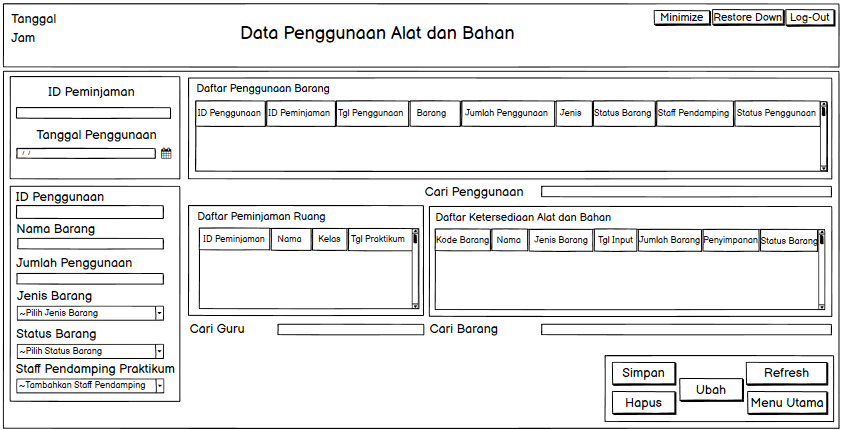 Tanggal
Jam
Data Penggunaan Alat dan Bahan
Minimize Restore Down Log-Out
ID Peminjaman
Tanggal Penggunaan
/ /
ID Penggunaan
Nama Barang
Jumlah Penggunaan
Jenis Barang
~Pilih Jenis Barang
Status Barang
~Pilih Status Barang
Staff Pendamping Praktikum
~Tambahkan Staff Pendamping
Daftar Penggunaan Barang
ID Penggunaan ID Peminjaman Tgl Penggunaan Barang Jumlah Penggunaan Jenis Status Barang Staff Pendamping Status Penggunaan
Cari Penggunaan
Daftar Peminjaman Ruang
ID Peminjaman Nama Kelas Tgl Praktikum
Cari Guru
Daftar Ketersediaan Alat dan Bahan
Kode Barang Nama Jenis Barang Tgl Input Jumlah Barang Penyimpanan Status Barang
Cari Barang
Simpan Ubah Refresh
Hapus Menu Utama